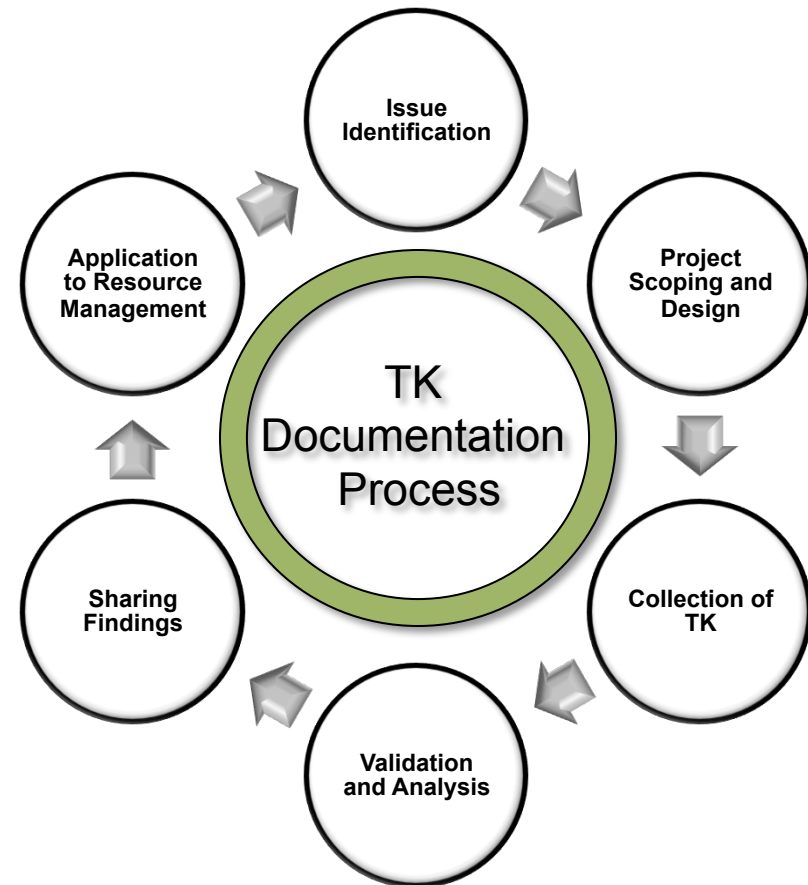 Issue
Identification
Application
to Resource
Management
Project
Scoping and
Design
TK
Documentation
Process
Sharing
Findings
Collection of
TK
Validation
and Analysis